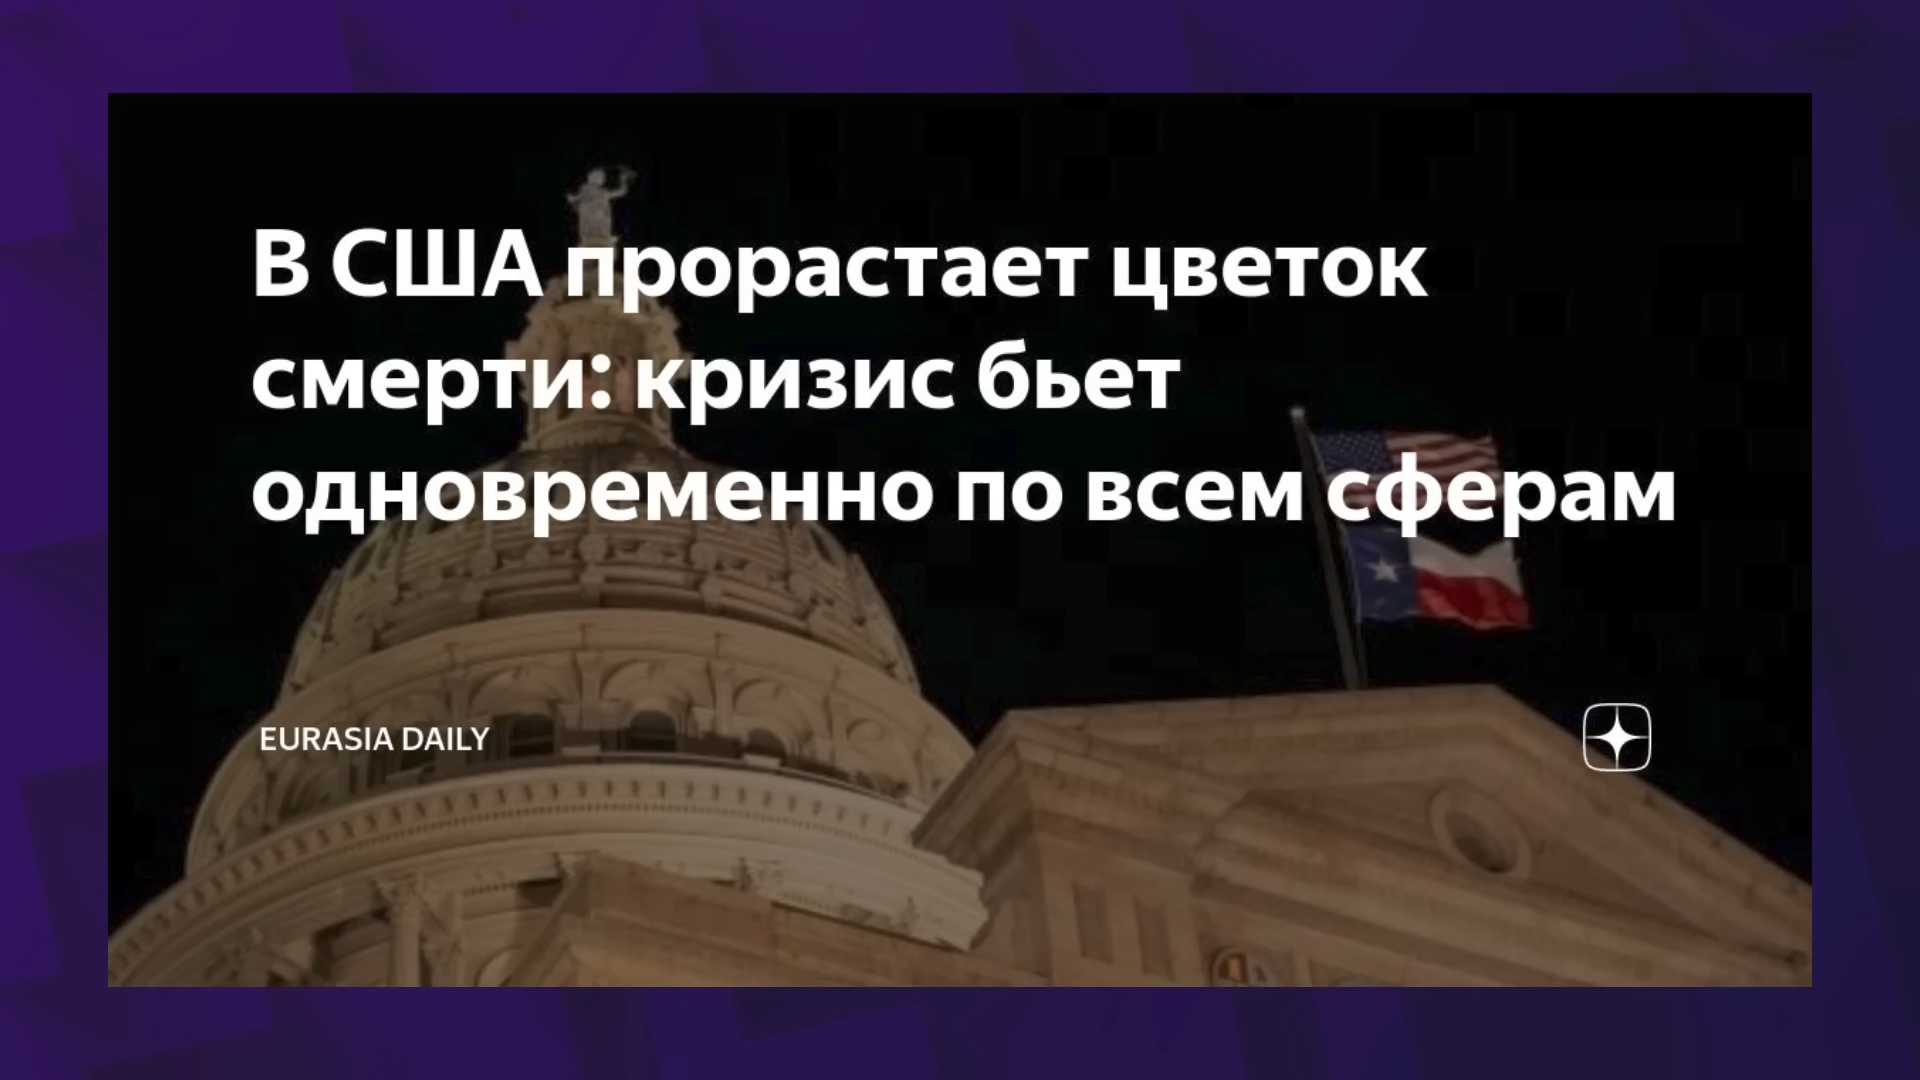 В США прорастает цветок
смерти: кризис бьет
одновременно по всем сферам
EURASIA DAILY